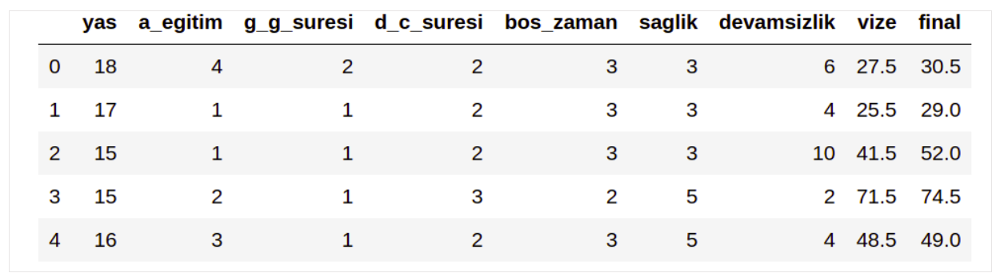 yas a_egitim g_g_suresi d_c_suresi bos_zaman saglik devamsizlik vize final
0 18 4 2 2 3 3 6 27.5 30.5
1 17 1 1 2 3 3 4 25.5 29.0
2 15 1 1 2 3 3 10 41.5 52.0
3 15 2 1 3 2 5 2 71.5 74.5
4 16 3 1 2 3 5 4 48.5 49.0